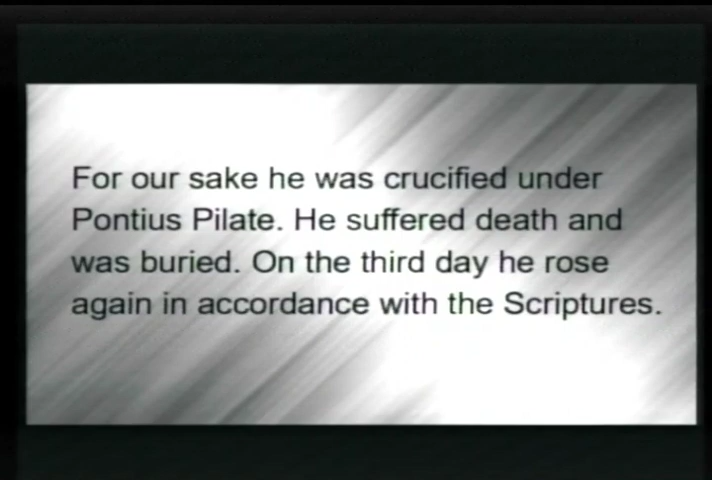 For our sake he was crucified under
Pontius Pilate. He suffered death and
was buried. On the third day he rose
again in accordance with the Scriptures.